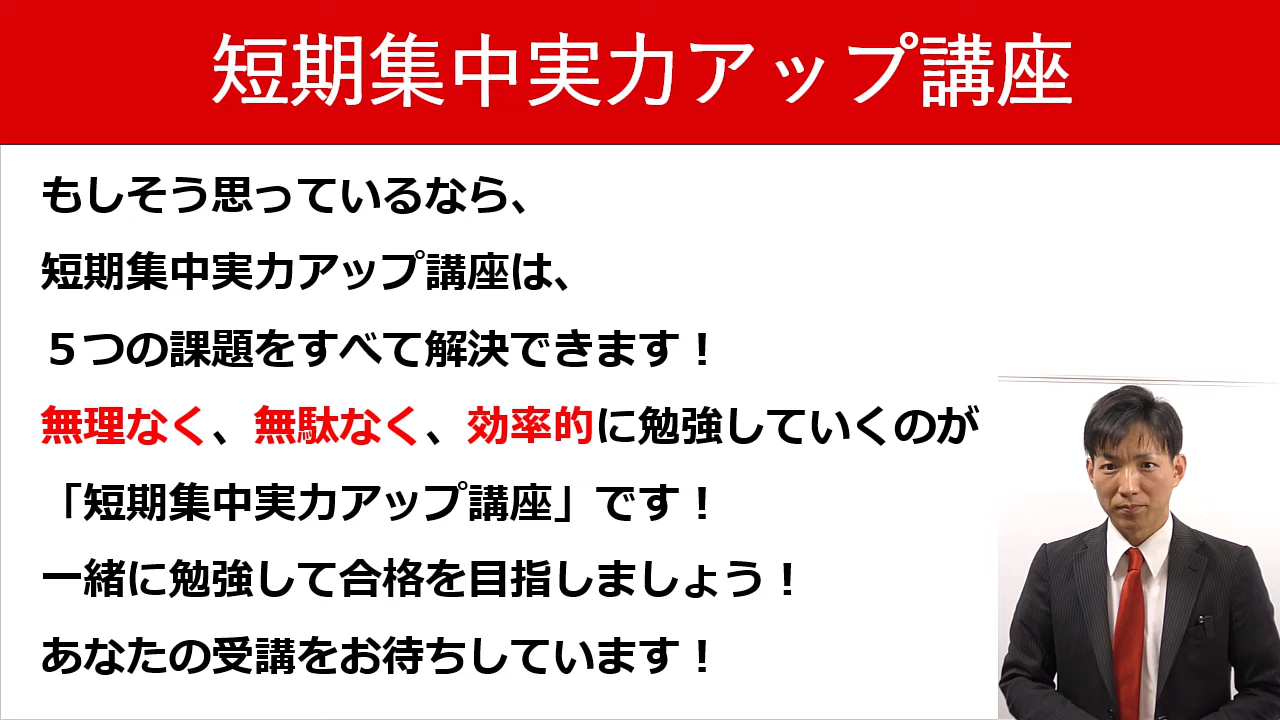 短期集中実力アップ講座
もしそう思っているなら、
短期集中実力アップ講座は、
５つの課題をすべて解決できます！
無理なく、無駄なく、効率的に勉強していくのが
「短期集中実力アップ講座」です！
一緒に勉強して合格を目指しましょう！
あなたの受講をお待ちしています！